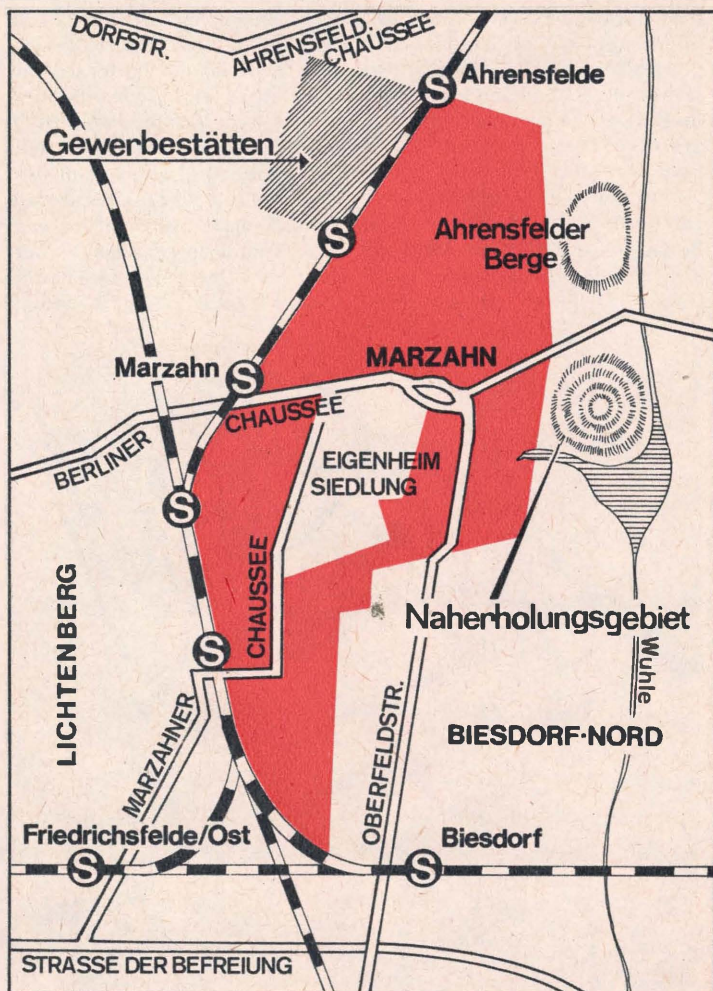 DORFSTR.
AHRENSFELD.
CHAUSSEE
S Ahrensfelde
Gewerbestätten
S
Ahrensfelder
Berge
Marzahn
S
MARZAHN
BERLINER
CHAUSSEE
EIGENHEIM
SIEDLUNG
S
LICHTENBERG
CHAUSSEE
Naherholungsgebiet
S
Wuhle
MARZAHNER
OBERFELDSTR.
BIESDORF-NORD
Friedrichsfelde/Ost
S
Biesdorf
S
STRASSE DER BEFREIUNG